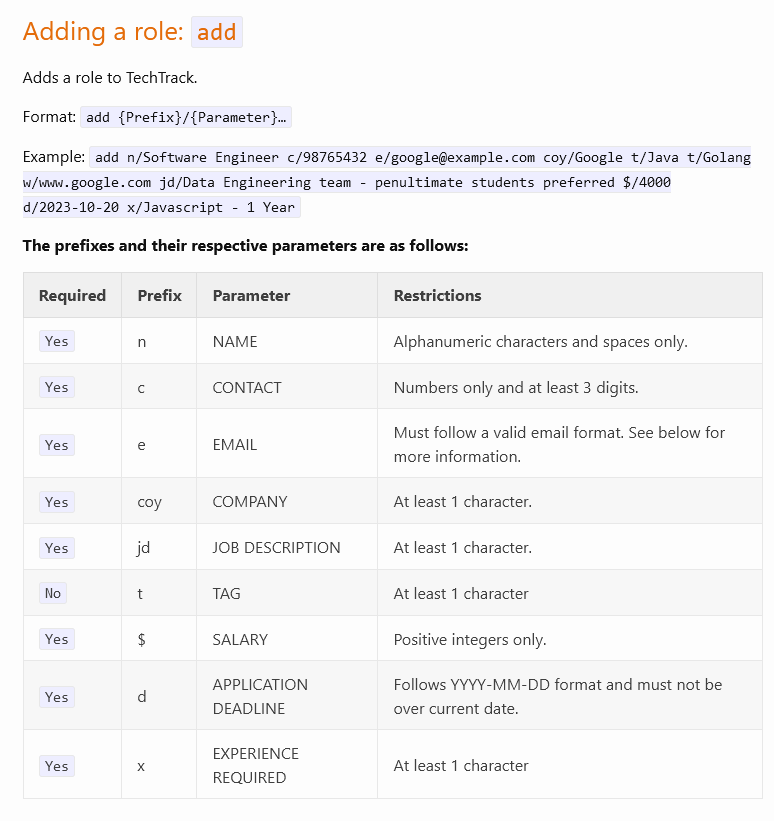 Adding a role: add
Adds a role to TechTrack.
Format: add {Prefix}/{Parameter}…
Example: add n/Software Engineer c/98765432 e/google@example.com coy/Google t/Java t/Golang
w/www.google.com jd/Data Engineering team - penultimate students preferred $/4000
d/2023-10-20 x/Javascript - 1 Year
The prefixes and their respective parameters are as follows:
Required Prefix Parameter Restrictions
Yes n NAME Alphanumeric characters and spaces only.
Yes c CONTACT Numbers only and at least 3 digits.
Yes e EMAIL Must follow a valid email format. See below for
more information.
Yes coy COMPANY At least 1 character.
Yes jd JOB DESCRIPTION At least 1 character.
No t TAG At least 1 character
Yes $ SALARY Positive integers only.
Yes d APPLICATION DEADLINE Follows YYYY-MM-DD format and must not be
over current date.
Yes x EXPERIENCE REQUIRED At least 1 character